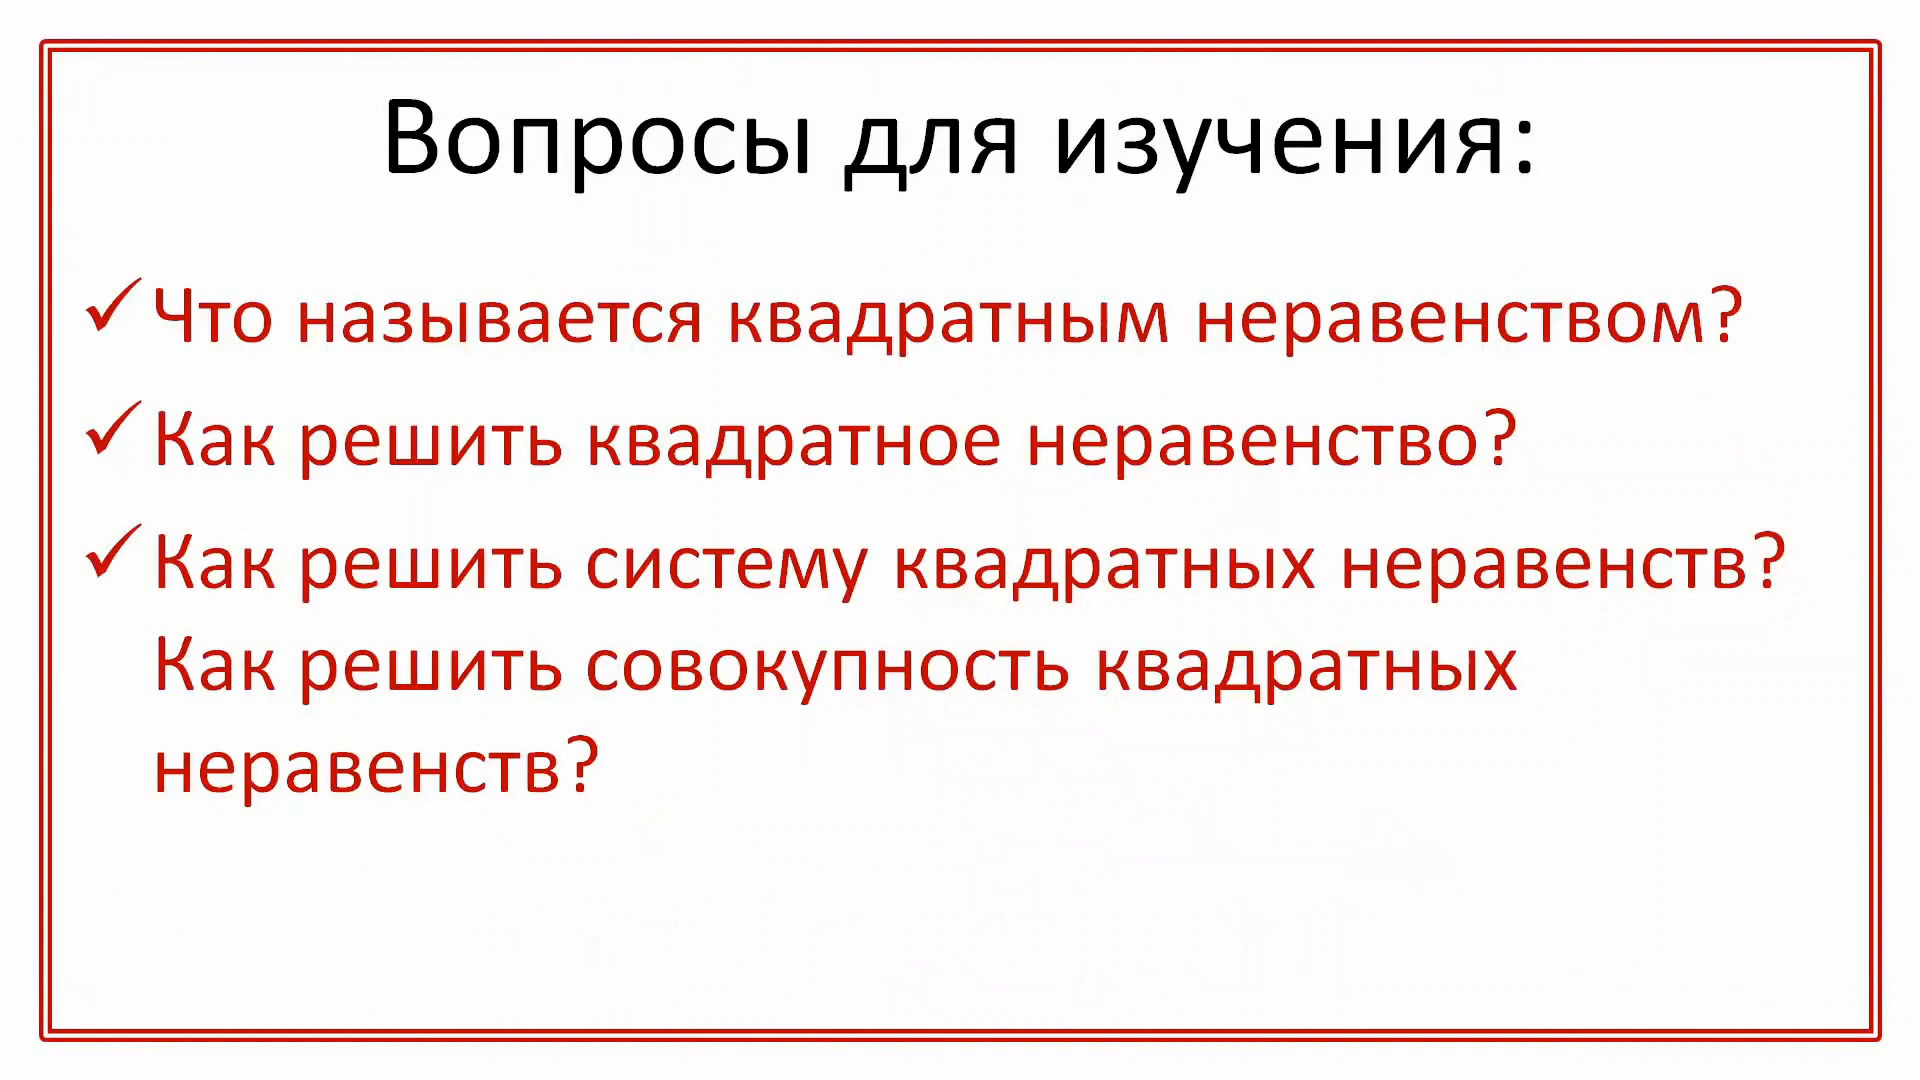 Вопросы для изучения:
✓ Что называется квадратным неравенством?
✓ Как решить квадратное неравенство?
✓ Как решить систему квадратных неравенств?
Как решить совокупность квадратных
неравенств?